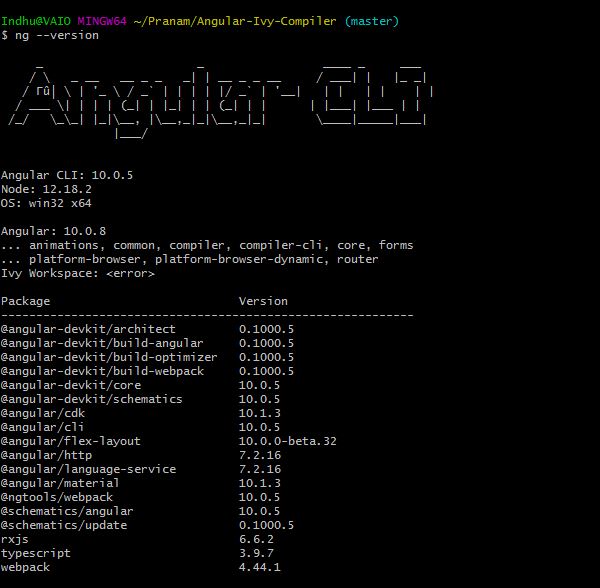 Indhu@VAIO MINGW64 ~/Pranam/Angular-Ivy-Compiler (master)
$ ng --version
Angular CLI
Angular CLI: 10.0.5
Node: 12.18.2
OS: win32 x64
Angular: 10.0.8
... animations, common, compiler, compiler-cli, core, forms
... platform-browser, platform-browser-dynamic, router
Ivy Workspace: <error>
Package Version
-----------------------------------------------------------
@angular-devkit/architect 0.1000.5
@angular-devkit/build-angular 0.1000.5
@angular-devkit/build-optimizer 0.1000.5
@angular-devkit/build-webpack 0.1000.5
@angular-devkit/core 10.0.5
@angular-devkit/schematics 10.0.5
@angular/cdk 10.1.3
@angular/cli 10.0.5
@angular/flex-layout 10.0.0-beta.32
@angular/http 7.2.16
@angular/language-service 7.2.16
@angular/material 10.1.3
@ngtools/webpack 10.0.5
@schematics/angular 10.0.5
@schematics/update 0.1000.5
rxjs 6.6.2
typescript 3.9.7
webpack 4.44.1